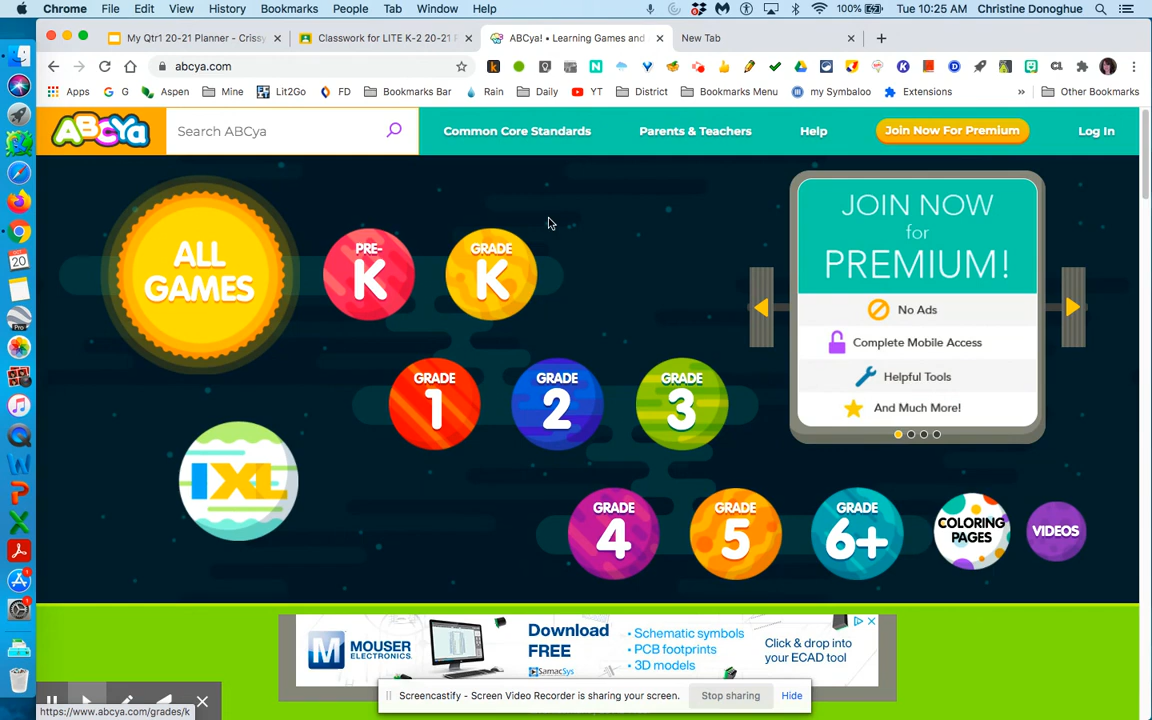 Chrome File Edit View History Bookmarks People Tab Window Help 100% Tue 10:25 AM Christine Donoghue
My Qtr1 20-21 Planner - Crissy
Classwork for LITE K-2 20-21 F
ABCya! • Learning Games and
New Tab
abcya.com
Apps G Aspen Mine Lit2Go FD Bookmarks Bar Rain Daily YT District Bookmarks Menu my Symbaloo Extensions » Other Bookmarks
ABCya
Search ABCya
Common Core Standards
Parents & Teachers
Help
Join Now For Premium
Log In
ALL
GAMES
PRE-
K
GRADE
K
GRADE
1
GRADE
2
GRADE
3
IXL
GRADE
4
GRADE
5
GRADE
6+
COLORING
PAGES
VIDEOS
JOIN NOW
for
PREMIUM!
No Ads
Complete Mobile Access
Helpful Tools
And Much More!
M MOUSER
ELECTRONICS
Download
FREE
SamacSys
• Schematic symbols
• PCB footprints
• 3D models
Click & drop into
your ECAD tool
Screencastify - Screen Video Recorder is sharing your screen.
Stop sharing
Hide
https://www.abcya.com/grades/k
20
Pro